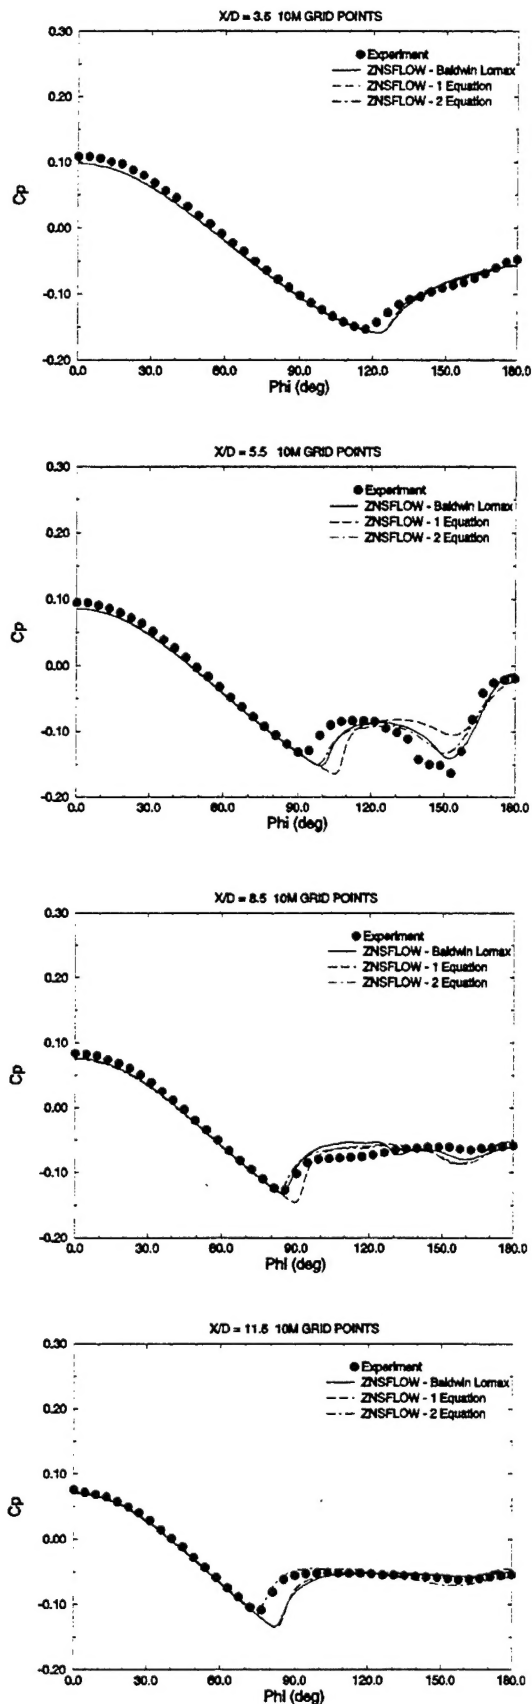 X/D = 3.5 10M GRID POINTS
0.30
Experiment
ZNSFLOW - Baldwin Lomax
ZNSFLOW - 1 Equation
ZNSFLOW - 2 Equation
0.20
0.10
Cp
0.00
-0.10
-0.20
0.0 30.0 60.0 90.0 120.0 150.0 180.0
Phi (deg)
X/D = 5.5 10M GRID POINTS
0.30
Experiment
ZNSFLOW - Baldwin Lomax
ZNSFLOW - 1 Equation
ZNSFLOW - 2 Equation
0.20
0.10
Cp
0.00
-0.10
-0.20
0.0 30.0 60.0 90.0 120.0 150.0 180.0
Phi (deg)
X/D = 8.5 10M GRID POINTS
0.30
Experiment
ZNSFLOW - Baldwin Lomax
ZNSFLOW - 1 Equation
ZNSFLOW - 2 Equation
0.20
0.10
Cp
0.00
-0.10
-0.20
0.0 30.0 60.0 90.0 120.0 150.0 180.0
Phi (deg)
X/D = 11.5 10M GRID POINTS
0.30
Experiment
ZNSFLOW - Baldwin Lomax
ZNSFLOW - 1 Equation
ZNSFLOW - 2 Equation
0.20
0.10
Cp
0.00
-0.10
-0.20
0.0 30.0 60.0 90.0 120.0 150.0 180.0
Phi (deg)